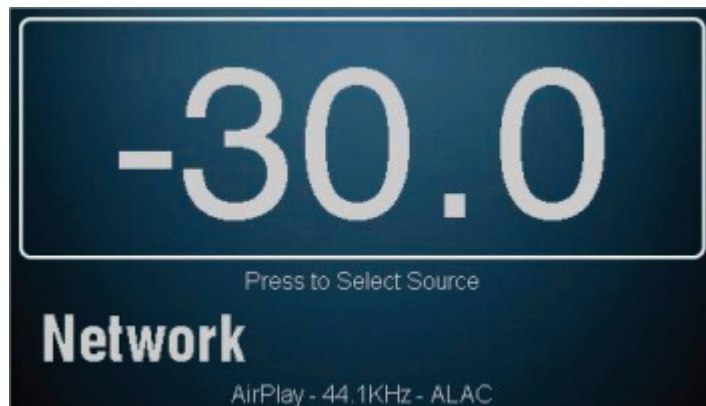 -30.0
Press to Select Source
Network
AirPlay - 44.1KHz - ALAC